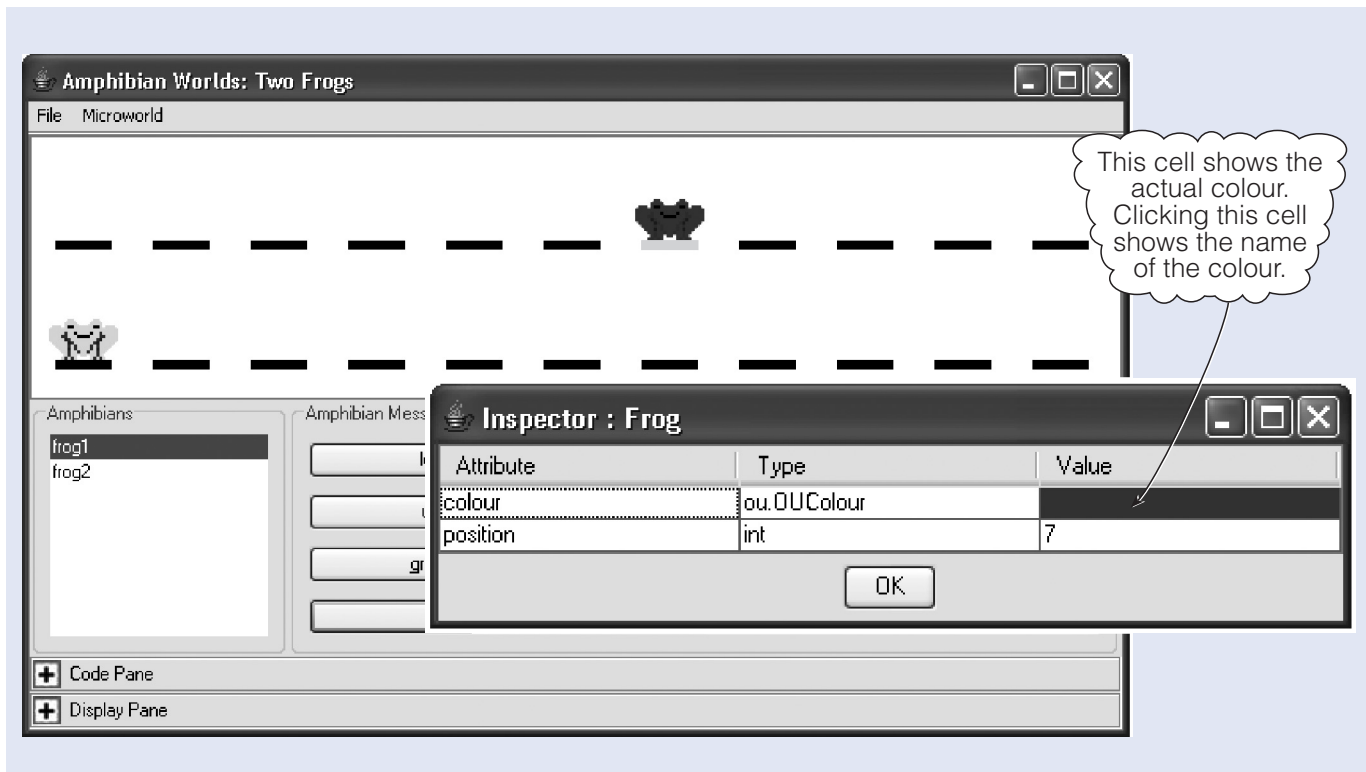 Amphibian Worlds: Two Frogs
File Microworld
This cell shows the
actual colour.
Clicking this cell
shows the name
of the colour.
Amphibians
frog1
frog2
Amphibian Mess
Inspector : Frog
Attribute Type Value
colour ou.OUColour
position int 7
OK
gr
Code Pane
Display Pane